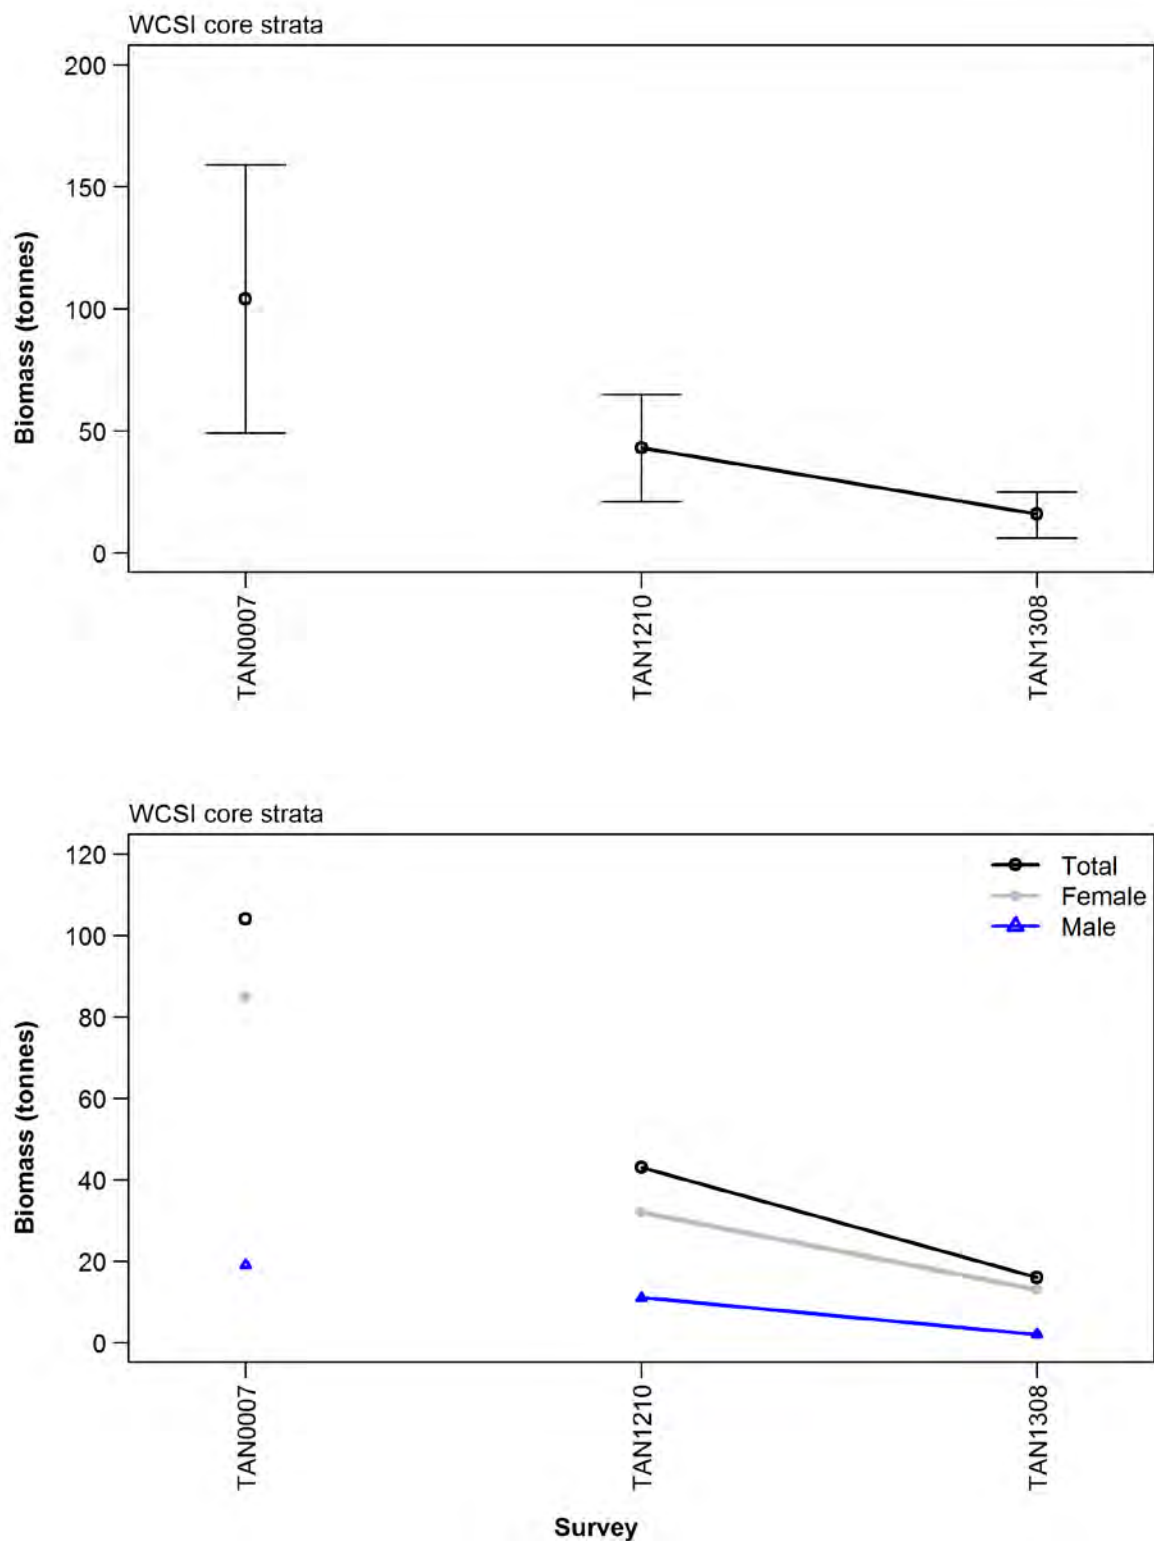 WCSI core strata
200
150
100
50
0
Biomass (tonnes)
TAN0007
TAN1210
TAN1308
WCSI core strata
120
100
80
60
40
20
0
Biomass (tonnes)
Total
Female
Male
TAN0007
TAN1210
TAN1308
Survey